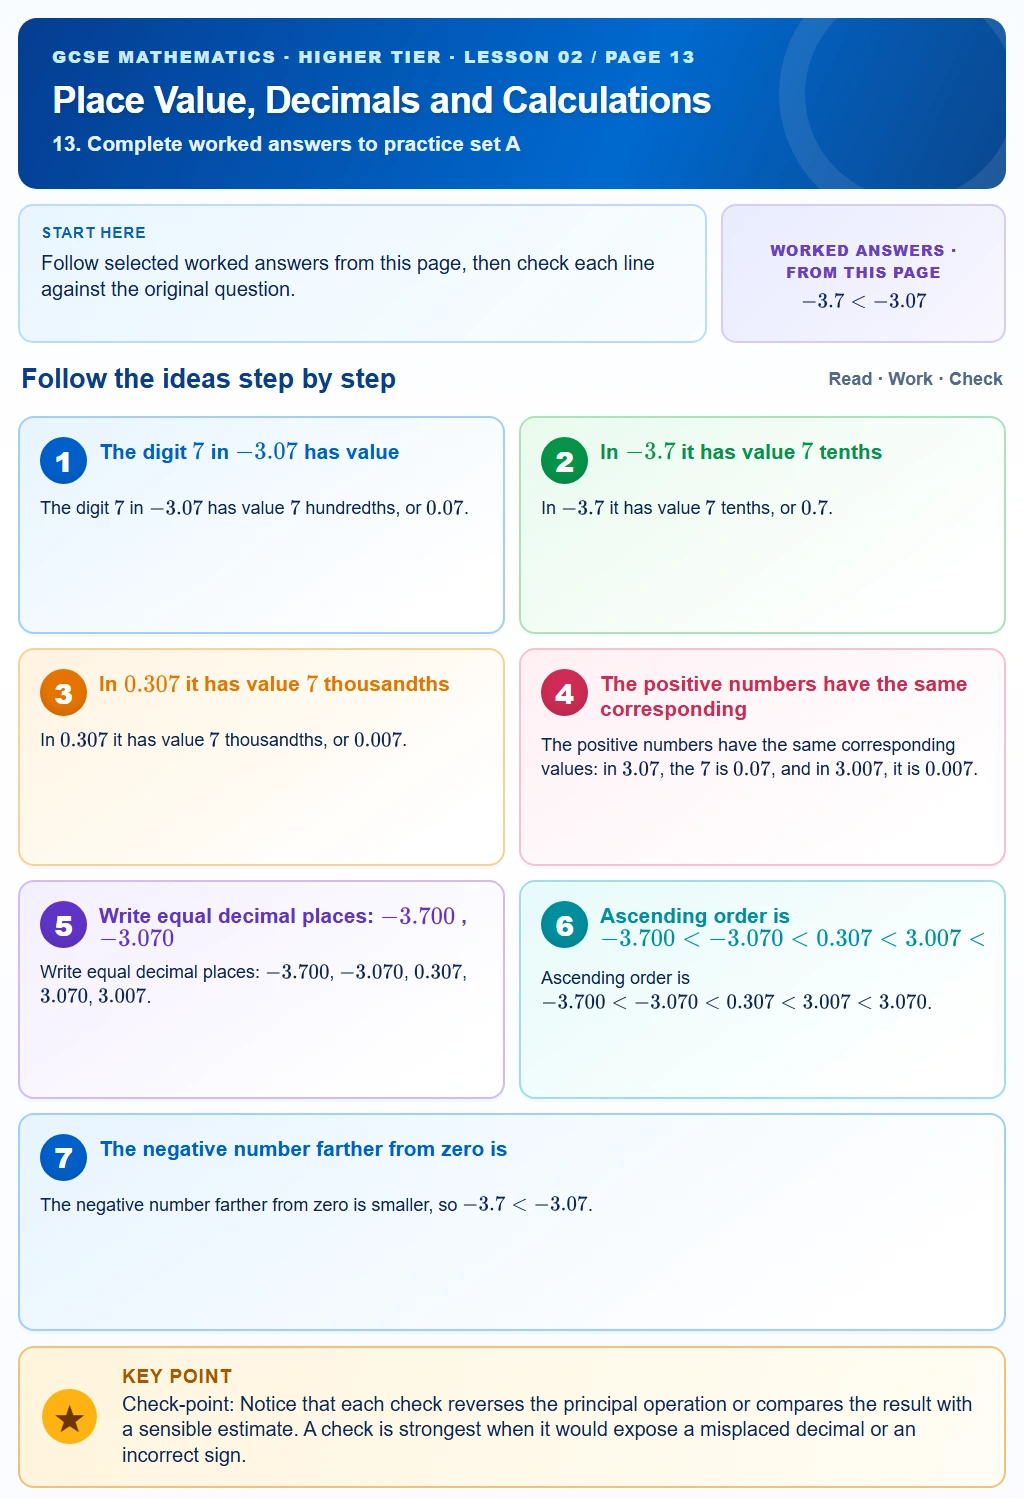 GCSE MATHEMATICS · HIGHER TIER · LESSON 02 / PAGE 13
Place Value, Decimals and Calculations
13. Complete worked answers to practice set A
START HERE
Follow selected worked answers from this page, then check each line
against the original question.
WORKED ANSWERS ·
FROM THIS PAGE
−3.7 < −3.07
Follow the ideas step by step
Read · Work · Check
1
The digit 7 in −3.07 has value
The digit 7 in −3.07 has value 7 hundredths, or 0.07.
2
In −3.7 it has value 7 tenths
In −3.7 it has value 7 tenths, or 0.7.
3
In 0.307 it has value 7 thousandths
In 0.307 it has value 7 thousandths, or 0.007.
4
The positive numbers have the same
corresponding
The positive numbers have the same corresponding
values: in 3.07, the 7 is 0.07, and in 3.007, it is 0.007.
5
Write equal decimal places: −3.700 ,
−3.070
Write equal decimal places: −3.700, −3.070, 0.307,
3.070, 3.007.
6
Ascending order is
−3.700 < −3.070 < 0.307 < 3.007 <
Ascending order is
−3.700 < −3.070 < 0.307 < 3.007 < 3.070.
7
The negative number farther from zero is
The negative number farther from zero is smaller, so −3.7 < −3.07.
KEY POINT
Check-point: Notice that each check reverses the principal operation or compares the result with
a sensible estimate. A check is strongest when it would expose a misplaced decimal or an
incorrect sign.